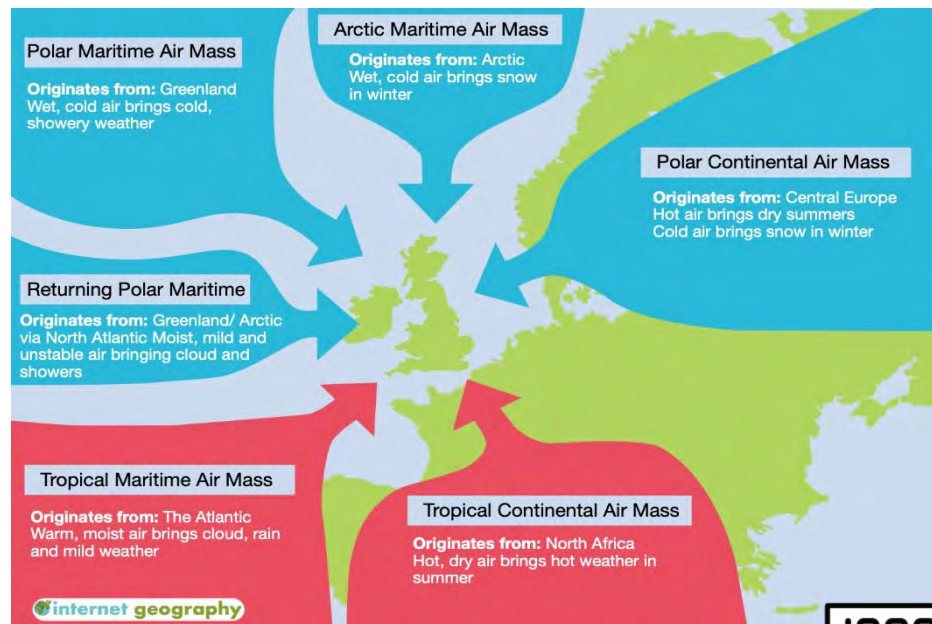 Polar Maritime Air Mass
Originates from: Greenland
Wet, cold air brings cold,
showery weather
Arctic Maritime Air Mass
Originates from: Arctic
Wet, cold air brings snow
in winter
Polar Continental Air Mass
Originates from: Central Europe
Hot air brings dry summers
Cold air brings snow in winter
Returning Polar Maritime
Originates from: Greenland/ Arctic
via North Atlantic Moist, mild and
unstable air bringing cloud and
showers
Tropical Maritime Air Mass
Originates from: The Atlantic
Warm, moist air brings cloud, rain
and mild weather
Tropical Continental Air Mass
Originates from: North Africa
Hot, dry air brings hot weather in
summer
internet geography